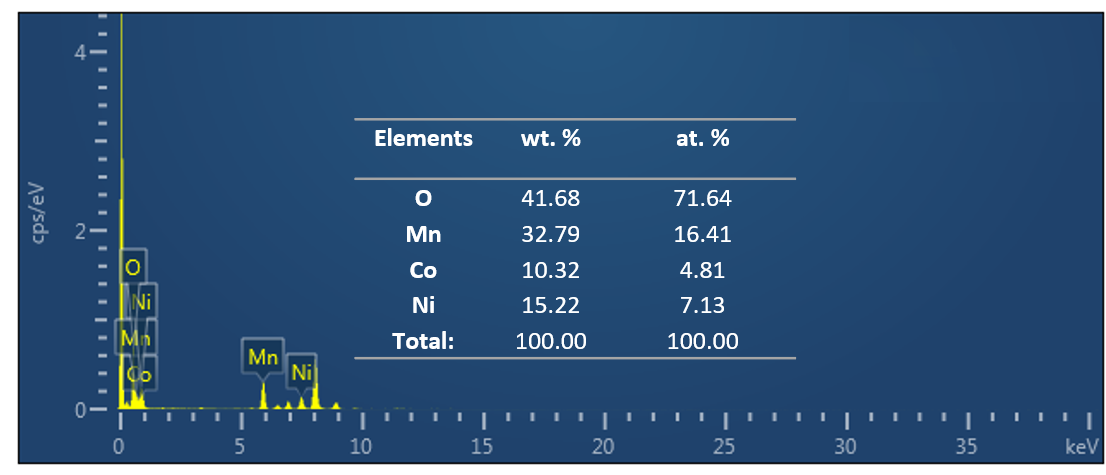 4
cps/eV
2
0
O
Ni
Mn
Co
Mn
Ni
Elements wt. % at. %
O 41.68 71.64
Mn 32.79 16.41
Co 10.32 4.81
Ni 15.22 7.13
Total: 100.00 100.00
0 5 10 15 20 25 30 35 keV